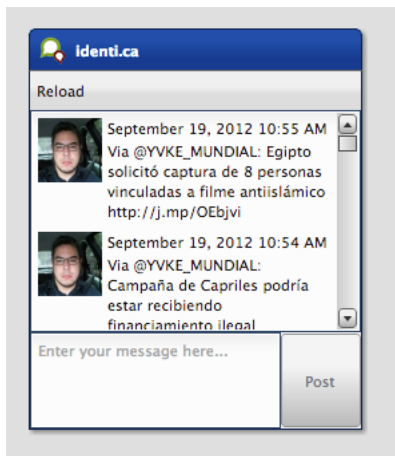 identi.ca
Reload
September 19, 2012 10:55 AM
Via @YVKE_MUNDIAL: Egipto
solicitó captura de 8 personas
vinculadas a filme antiislámico
http://j.mp/OEbjvi
September 19, 2012 10:54 AM
Via @YVKE_MUNDIAL:
Campaña de Capriles podría
estar recibiendo
financiamiento ilegal
Enter your message here...
Post